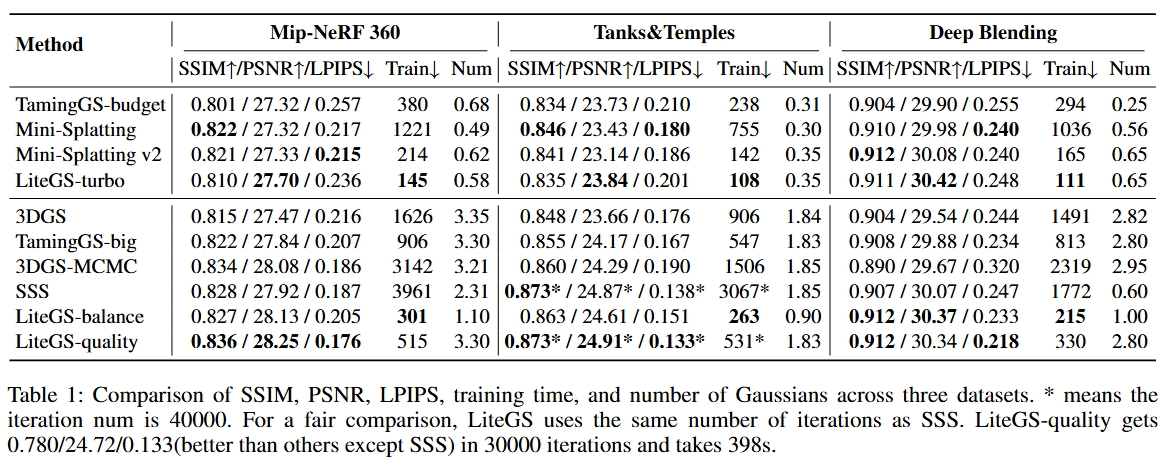 Method | Mip-NeRF 360 | Tanks&Temples | Deep Blending
SSIM↑/PSNR↑/LPIPS↓ Train↓ Num | SSIM↑/PSNR↑/LPIPS↓ Train↓ Num | SSIM↑/PSNR↑/LPIPS↓ Train↓ Num
TamingGS-budget | 0.801 / 27.32 / 0.257 380 0.68 | 0.834 / 23.73 / 0.210 238 0.31 | 0.904 / 29.90 / 0.255 294 0.25
Mini-Splatting | 0.822 / 27.32 / 0.217 1221 0.49 | 0.846 / 23.43 / 0.180 755 0.30 | 0.910 / 29.98 / 0.240 1036 0.56
Mini-Splatting v2 | 0.821 / 27.33 / 0.215 214 0.62 | 0.841 / 23.14 / 0.186 142 0.35 | 0.912 / 30.08 / 0.240 165 0.65
LiteGS-turbo | 0.810 / 27.70 / 0.236 145 0.58 | 0.835 / 23.84 / 0.201 108 0.35 | 0.911 / 30.42 / 0.248 111 0.65
3DGS | 0.815 / 27.47 / 0.216 1626 3.35 | 0.848 / 23.66 / 0.176 906 1.84 | 0.904 / 29.54 / 0.244 1491 2.82
TamingGS-big | 0.822 / 27.84 / 0.207 906 3.30 | 0.855 / 24.17 / 0.167 547 1.83 | 0.908 / 29.88 / 0.234 813 2.80
3DGS-MCMC | 0.834 / 28.08 / 0.186 3142 3.21 | 0.860 / 24.29 / 0.190 1506 1.85 | 0.890 / 29.67 / 0.320 2319 2.95
SSS | 0.828 / 27.92 / 0.187 3961 2.31 | 0.873* / 24.87* / 0.138* 3067* 1.85 | 0.907 / 30.07 / 0.247 1772 0.60
LiteGS-balance | 0.827 / 28.13 / 0.205 301 1.10 | 0.863 / 24.61 / 0.151 263 0.90 | 0.912 / 30.37 / 0.233 215 1.00
LiteGS-quality | 0.836 / 28.25 / 0.176 515 3.30 | 0.873* / 24.91* / 0.133* 531* 1.83 | 0.912 / 30.34 / 0.218 330 2.80
Table 1: Comparison of SSIM, PSNR, LPIPS, training time, and number of Gaussians across three datasets. * means the
iteration num is 40000. For a fair comparison, LiteGS uses the same number of iterations as SSS. LiteGS-quality gets
0.780/24.72/0.133(better than others except SSS) in 30000 iterations and takes 398s.